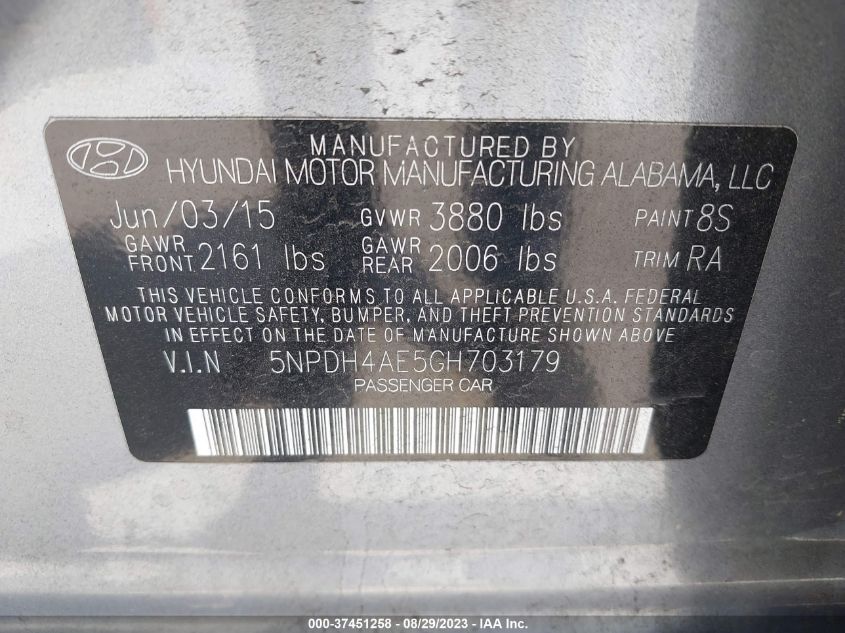 MANUFACTURED BY
HYUNDAI MOTOR MANUFACTURING ALABAMA, LLC
Jun/03/15 GVWR 3880 lbs PAINT 8S
GAWR FRONT 2161 lbs GAWR REAR 2006 lbs TRIM RA
THIS VEHICLE CONFORMS TO ALL APPLICABLE U.S.A. FEDERAL
MOTOR VEHICLE SAFETY, BUMPER, AND THEFT PREVENTION STANDARDS
IN EFFECT ON THE DATE OF MANUFACTURE SHOWN ABOVE
V.I.N 5NPDH4AE5GH703179
PASSENGER CAR
000-37451258 - 08/29/2023 - IAA Inc.